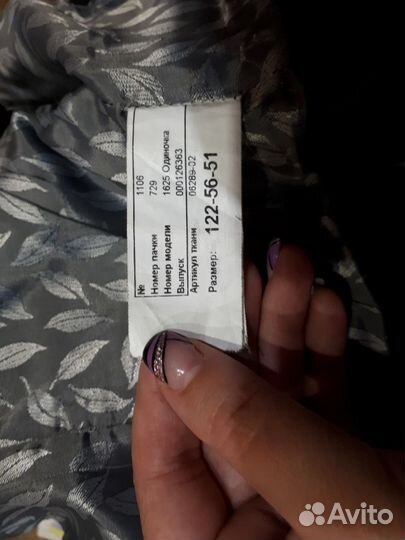 № 1106
Номер пачки 729
Номер модели 1625 Одиночка
Выпуск 000126363
Артикул ткани 06289-02
Размер: 122-56-51
Avito